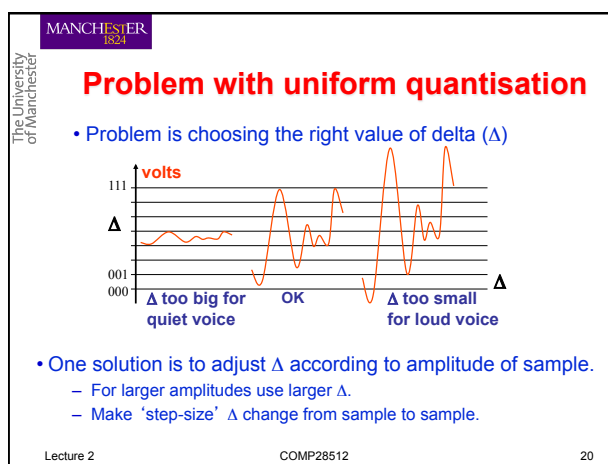 MANCHESTER
1824
The University
of Manchester
Problem with uniform quantisation
• Problem is choosing the right value of delta (Δ)
volts
111
Δ
001
000
Δ
Δ too big for
quiet voice
OK
Δ too small
for loud voice
• One solution is to adjust Δ according to amplitude of sample.
– For larger amplitudes use larger Δ.
– Make ‘step-size’ Δ change from sample to sample.
Lecture 2 COMP28512 20